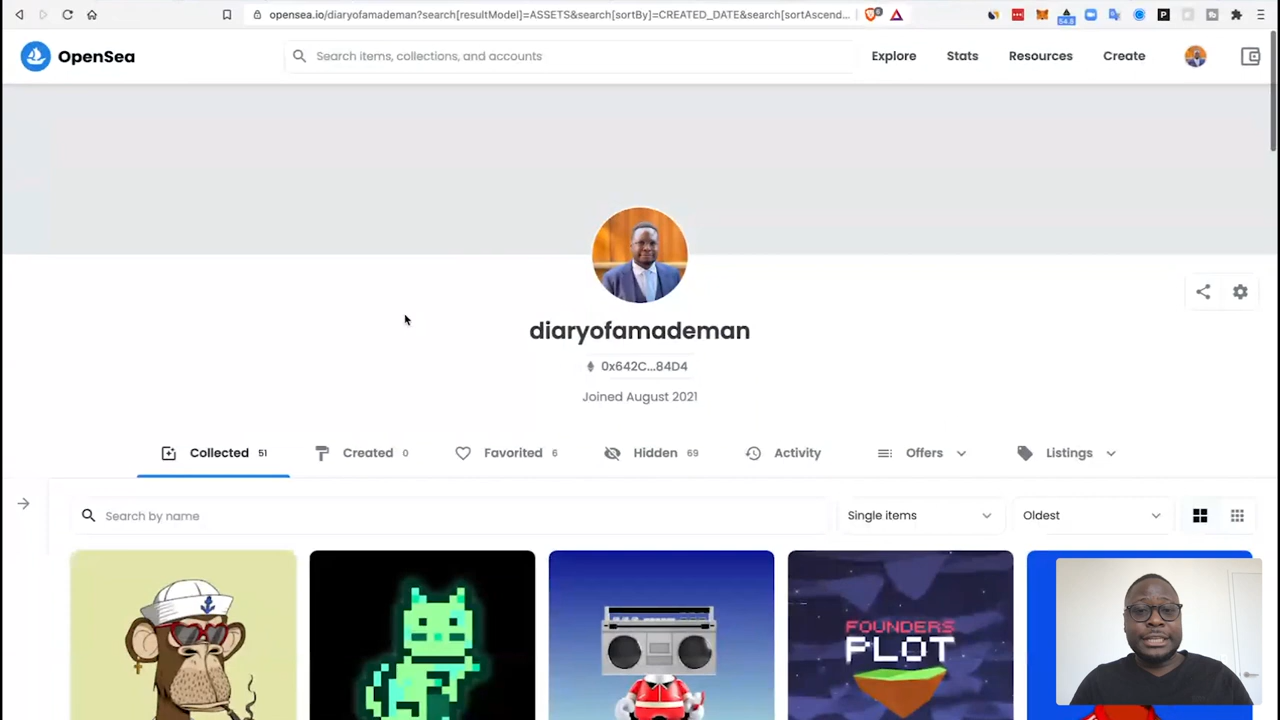 opensea.io/diaryofamademan?search[resultModel]=ASSETS&search[sortBy]=CREATED_DATE&search[sortAscend...
OpenSea
Search items, collections, and accounts
Explore
Stats
Resources
Create
diaryofamademan
0x642C...84D4
Joined August 2021
Collected 51
Created 0
Favorited 6
Hidden 69
Activity
Offers
Listings
Search by name
Single items
Oldest
FOUNDERS
PLOT